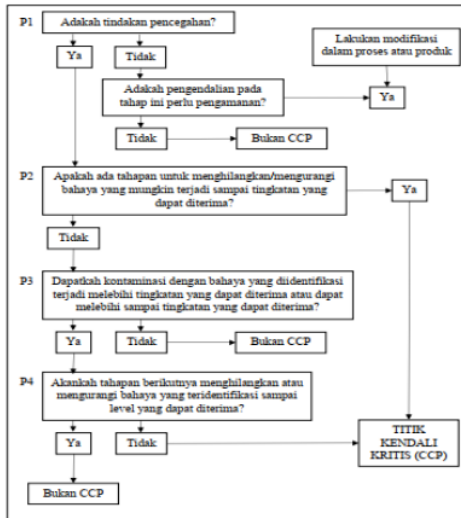 P1
Adakah tindakan pencegahan?
Ya
Tidak
Lakukan modifikasi
dalam proses atau produk
Adakah pengendalian pada
tahap ini perlu pengamanan?
Ya
Tidak
Bukan CCP
P2
Apakah ada tahapan untuk menghilangkan/mengurangi
bahaya yang mungkin terjadi sampai tingkatan yang
dapat diterima?
Ya
Tidak
P3
Dapatkah kontaminasi dengan bahaya yang diidentifikasi
terjadi melebihi tingkatan yang dapat diterima atau dapat
melebihi sampai tingkatan yang dapat diterima?
Ya
Tidak
Bukan CCP
P4
Akankah tahapan berikutnya menghilangkan atau
mengurangi bahaya yang teridentifikasi sampai
level yang dapat diterima?
Ya
Tidak
TITIK
KENDALI
KRITIS (CCP)
Bukan CCP